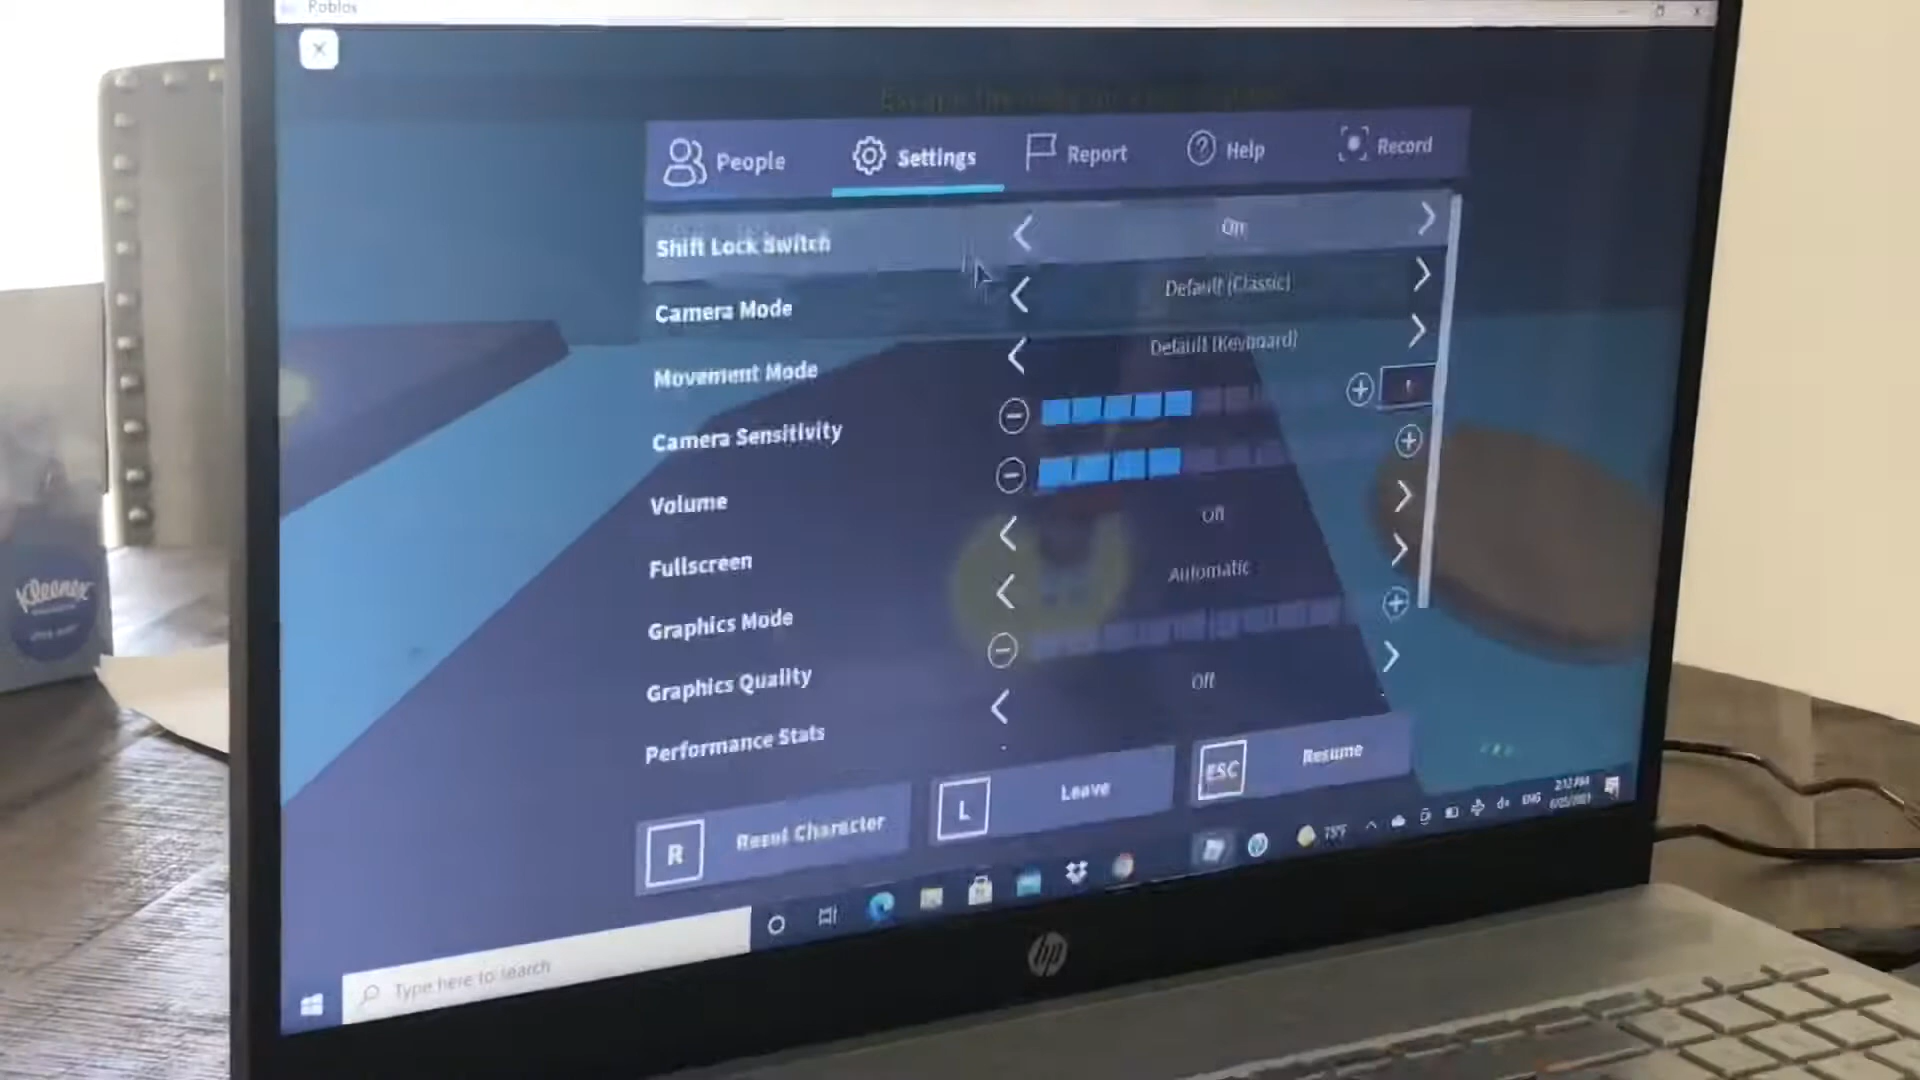 Roblox
People Settings Report Help Record
Shift Lock Switch On
Camera Mode Default (Classic)
Movement Mode Default (Keyboard)
Camera Sensitivity
Volume
Fullscreen Off
Graphics Mode Automatic
Graphics Quality
Performance Stats Off
R Reset Character L Leave ESC Resume
Type here to search
75°F ENG
hp
Kleenex